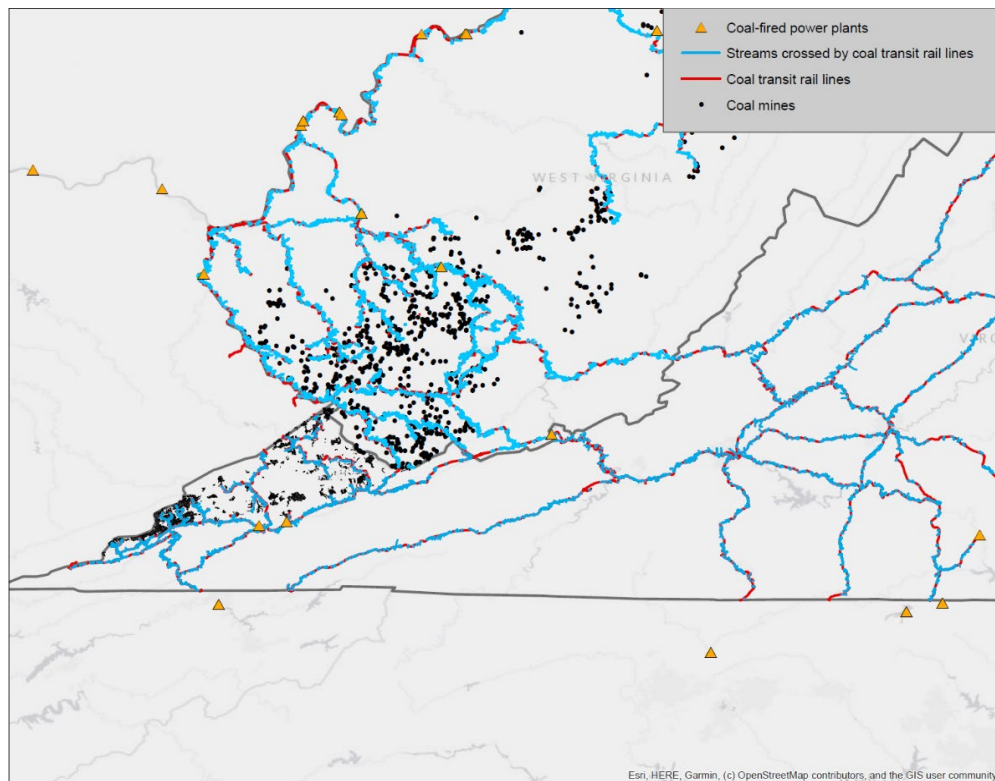 Coal-fired power plants
Streams crossed by coal transit rail lines
Coal transit rail lines
Coal mines
WEST VIRGINIA
VIRG
Esri, HERE, Garmin, (c) OpenStreetMap contributors, and the GIS user community